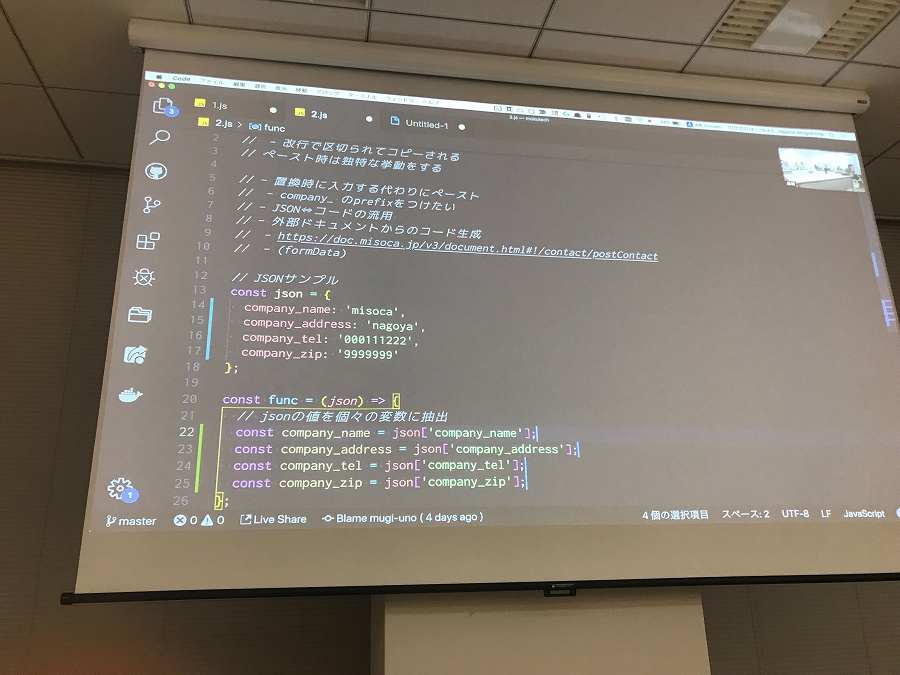 Code ファイル 編集
3
1.js
2.js
Untitled-1
2.js > func
2 // - 改行で区切られてコピーされる
3 // ペースト時は独特な挙動をする
4
5 // - 置換時に入力する代わりにペースト
6 // - company_ のprefixをつけたい
7 // - JSON⇔コードの流用
8 // - 外部ドキュメントからのコード生成
9 // - https://doc.misoca.jp/v3/document.html#!/contact/postContact
10 // - (formData)
11
12 // JSONサンプル
13 const json = {
14 company_name: 'misoca',
15 company_address: 'nagoya',
16 company_tel: '000111222',
17 company_zip: '9999999'
18 };
19
20 const func = (json) => {
21 // jsonの値を個々の変数に抽出
22 const company_name = json['company_name'];
23 const company_address = json['company_address'];
24 const company_tel = json['company_tel'];
25 const company_zip = json['company_zip'];
26 };
1
master 0 0 Live Share Blame mugi-uno ( 4 days ago ) 4 個の選択項目 スペース: 2 UTF-8 LF JavaScript